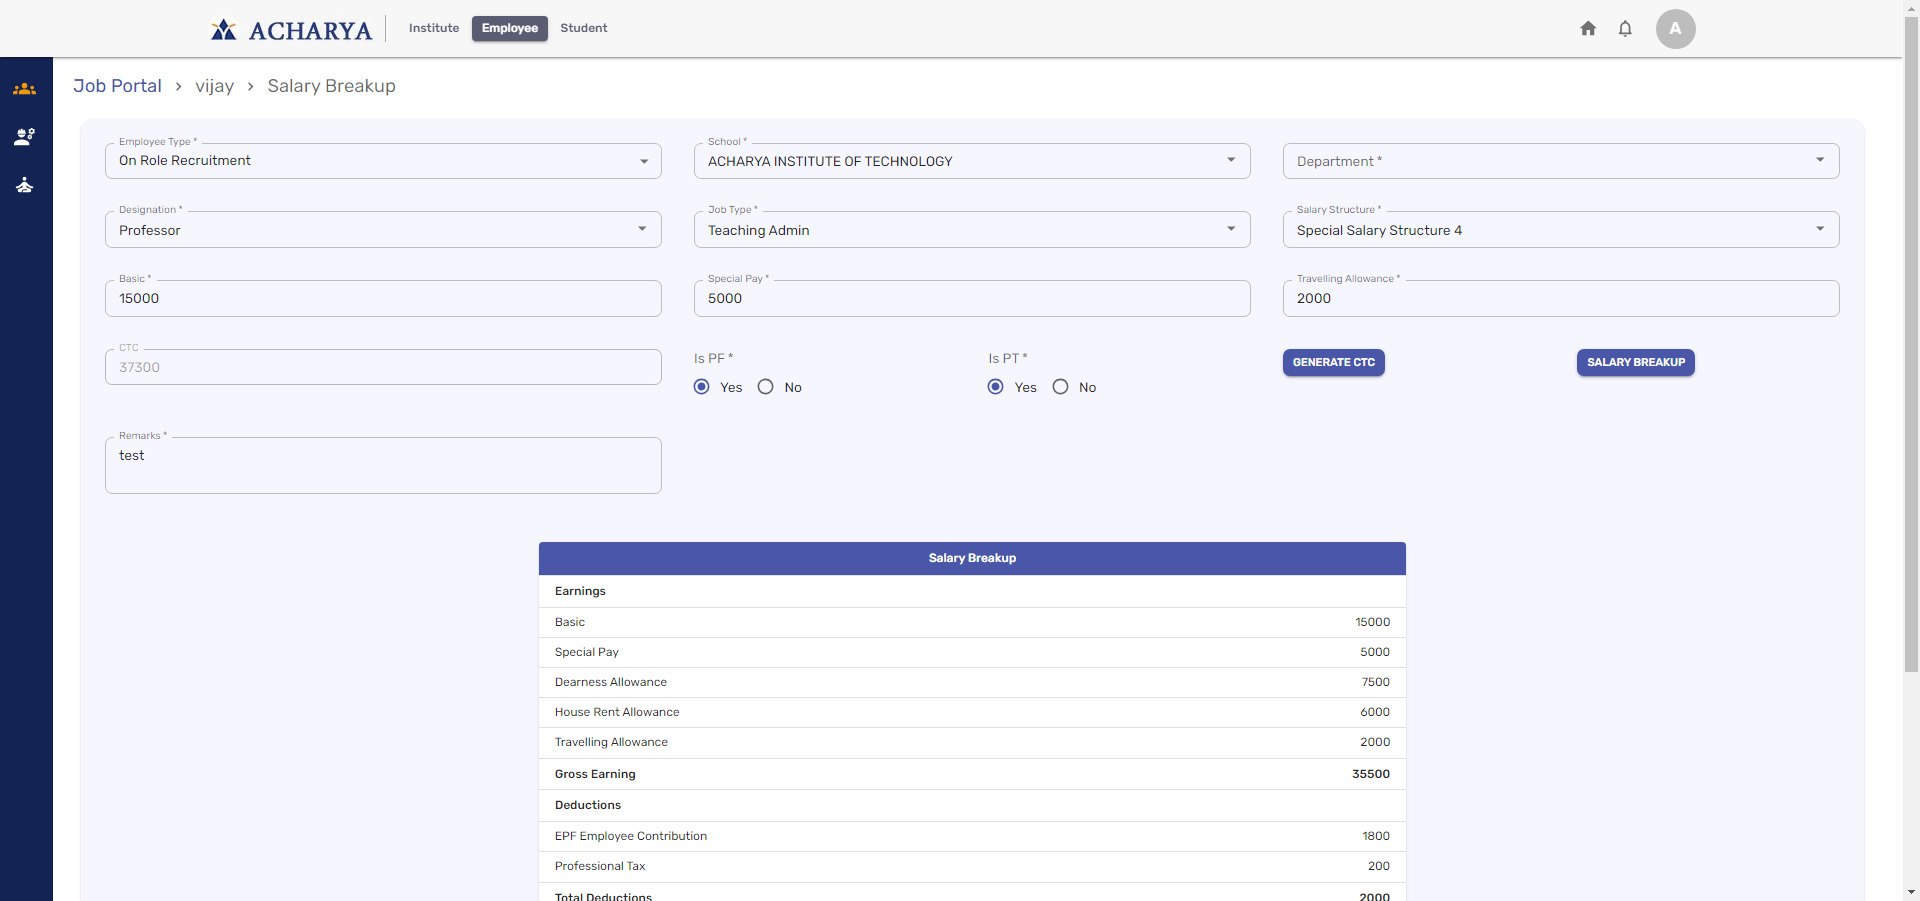 ACHARYA
Institute
Employee
Student
A
Job Portal > vijay > Salary Breakup
Employee Type *
On Role Recruitment
School *
ACHARYA INSTITUTE OF TECHNOLOGY
Department *
Designation *
Professor
Job Type *
Teaching Admin
Salary Structure *
Special Salary Structure 4
Basic *
15000
Special Pay *
5000
Travelling Allowance *
2000
CTC
37300
Is PF *
Yes No
Is PT *
Yes No
GENERATE CTC
SALARY BREAKUP
Remarks *
test
Salary Breakup
Earnings
Basic 15000
Special Pay 5000
Dearness Allowance 7500
House Rent Allowance 6000
Travelling Allowance 2000
Gross Earning 35500
Deductions
EPF Employee Contribution 1800
Professional Tax 200
Total Deductions 2000